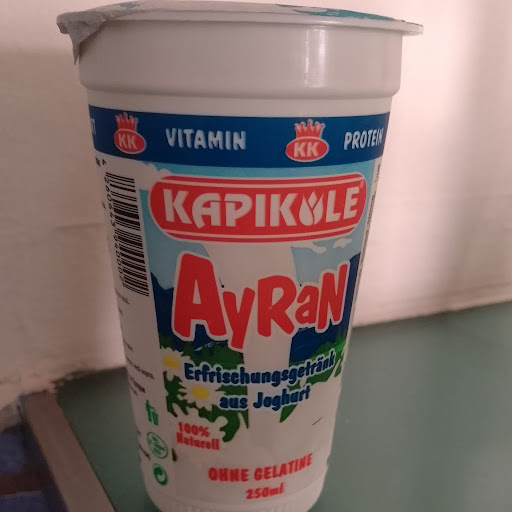 VITAMIN
KK
KK
PROTEIN
KAPIKULE
AyRaN
Erfrischungsgetränk
aus Joghurt
100%
Naturell
OHNE GELATINE
250ml